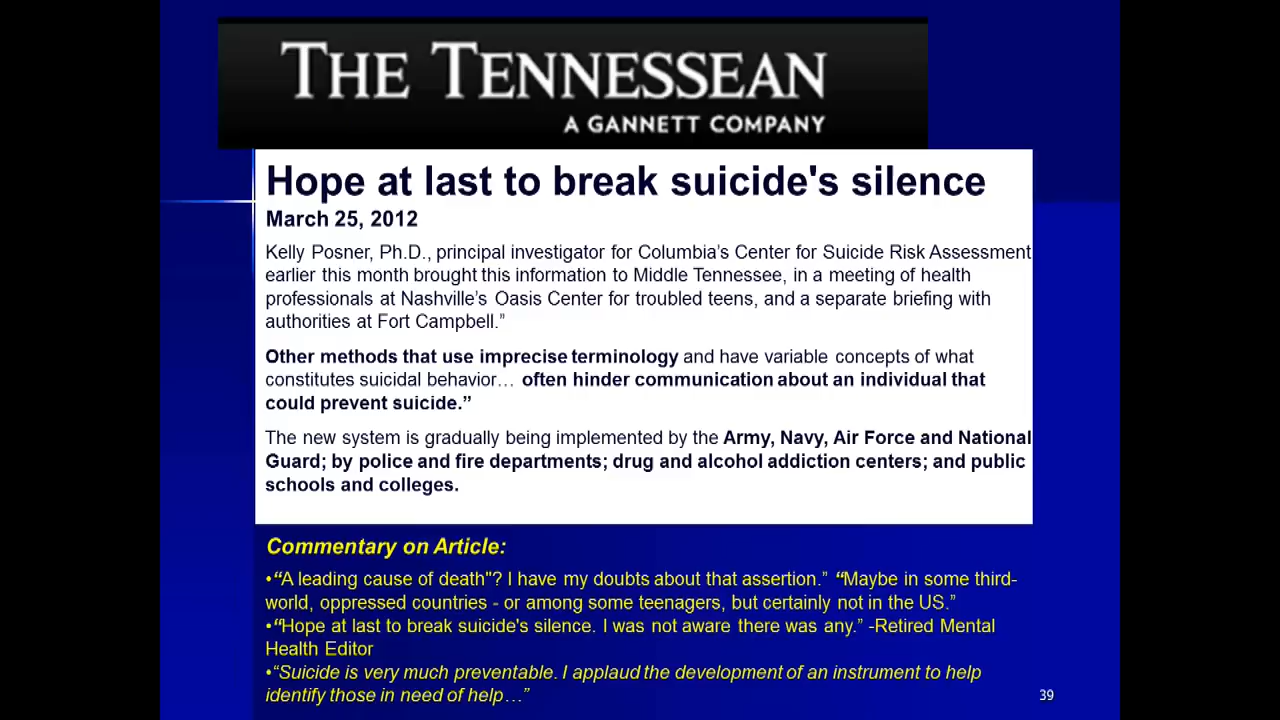 THE TENNESSEAN
A GANNETT COMPANY
Hope at last to break suicide's silence
March 25, 2012
Kelly Posner, Ph.D., principal investigator for Columbia’s Center for Suicide Risk Assessment
earlier this month brought this information to Middle Tennessee, in a meeting of health
professionals at Nashville’s Oasis Center for troubled teens, and a separate briefing with
authorities at Fort Campbell.”
Other methods that use imprecise terminology and have variable concepts of what
constitutes suicidal behavior… often hinder communication about an individual that
could prevent suicide.”
The new system is gradually being implemented by the Army, Navy, Air Force and National
Guard; by police and fire departments; drug and alcohol addiction centers; and public
schools and colleges.
Commentary on Article:
•“A leading cause of death"? I have my doubts about that assertion.” “Maybe in some third-
world, oppressed countries - or among some teenagers, but certainly not in the US.”
•“Hope at last to break suicide's silence. I was not aware there was any.” -Retired Mental
Health Editor
•“Suicide is very much preventable. I applaud the development of an instrument to help
identify those in need of help…”
39